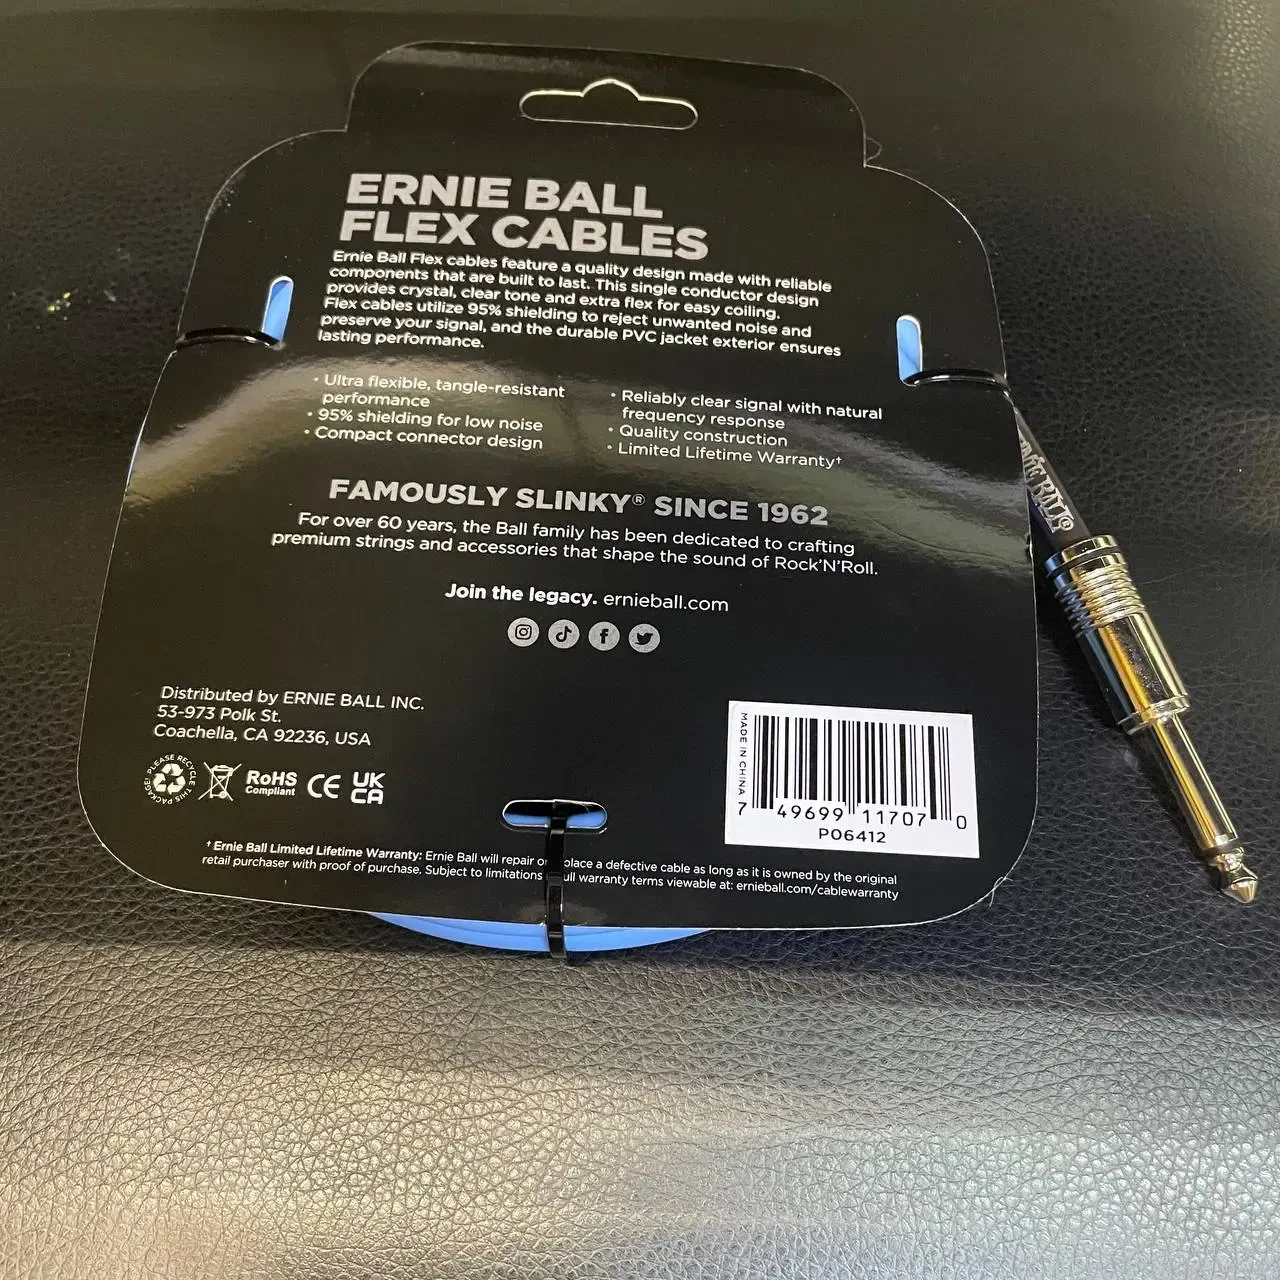 ERNIE BALL
FLEX CABLES
Ernie Ball Flex cables feature a quality design made with reliable
components that are built to last. This single conductor design
provides crystal, clear tone and extra flex for easy coiling.
Flex cables utilize 95% shielding to reject unwanted noise and
preserve your signal, and the durable PVC jacket exterior ensures
lasting performance.
• Ultra flexible, tangle-resistant
performance
• 95% shielding for low noise
• Compact connector design
• Reliably clear signal with natural
frequency response
• Quality construction
• Limited Lifetime Warranty†
FAMOUSLY SLINKY® SINCE 1962
For over 60 years, the Ball family has been dedicated to crafting
premium strings and accessories that shape the sound of Rock'N'Roll.
Join the legacy. ernieball.com
Distributed by ERNIE BALL INC.
53-973 Polk St.
Coachella, CA 92236, USA
PLEASE RECYCLE THIS PACKAGE!
RoHS
Compliant
CE
UK
CA
MADE IN CHINA
7 49699 11707 0
P06412
† Ernie Ball Limited Lifetime Warranty: Ernie Ball will repair or place a defective cable as long as it is owned by the original
retail purchaser with proof of purchase. Subject to limitations ull warranty terms viewable at: ernieball.com/cablewarranty
NIE BALL®